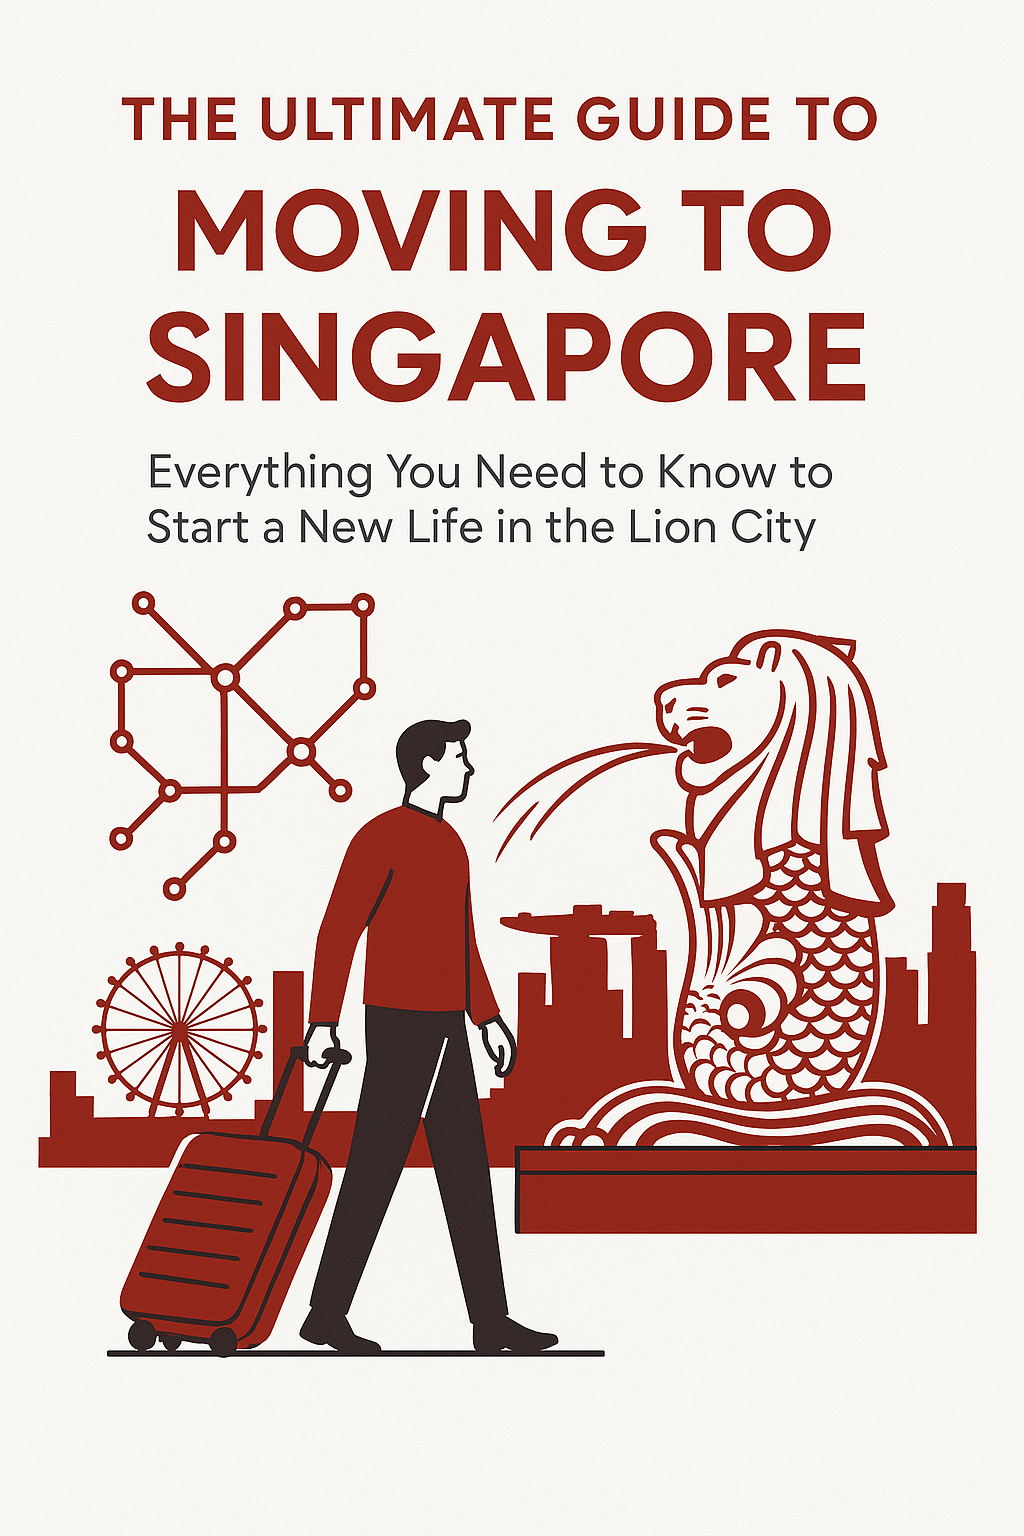 THE ULTIMATE GUIDE TO
MOVING TO
SINGAPORE
Everything You Need to Know to
Start a New Life in the Lion City